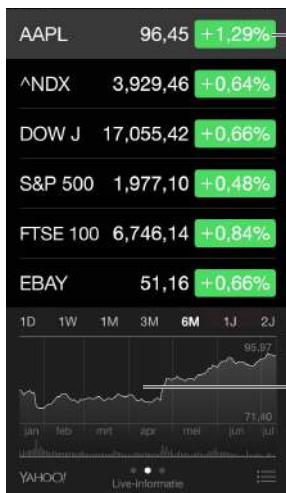 AAPL 96,45 +1,29%
^NDX 3,929,46 +0,64%
DOW J 17,055,42 +0,66%
S&P 500 1,977,10 +0,48%
FTSE 100 6,746,14 +0,84%
EBAY 51,16 +0,66%
1D 1W 1M 3M 6M 1J 2J
95,97
71,40
jan feb mrt apr mei jun jul
YAHOO! Live-informatie